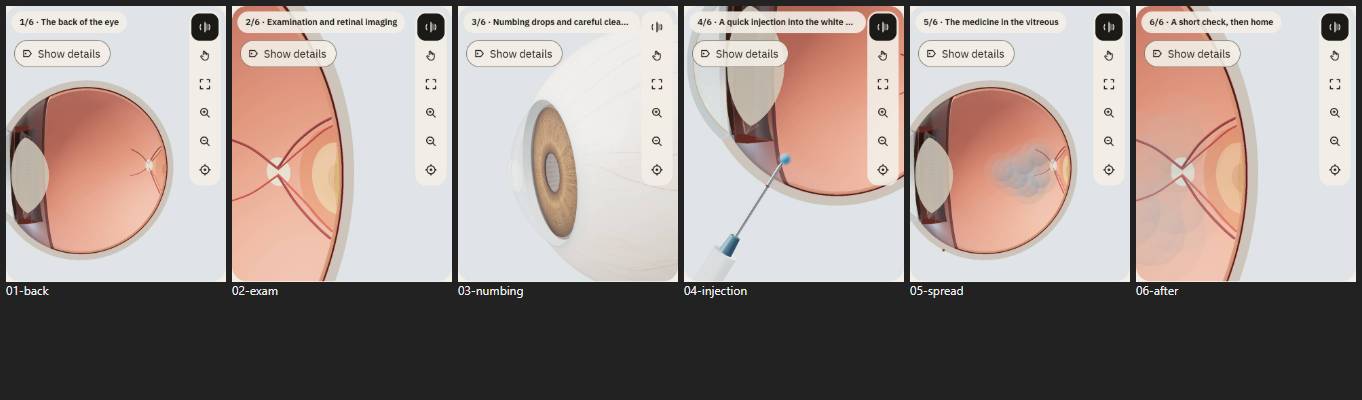 1/6 · The back of the eye
Show details
01-back
2/6 · Examination and retinal imaging
Show details
02-exam
3/6 · Numbing drops and careful clea...
Show details
03-numbing
4/6 · A quick injection into the white ...
Show details
04-injection
5/6 · The medicine in the vitreous
Show details
05-spread
6/6 · A short check, then home
Show details
06-after